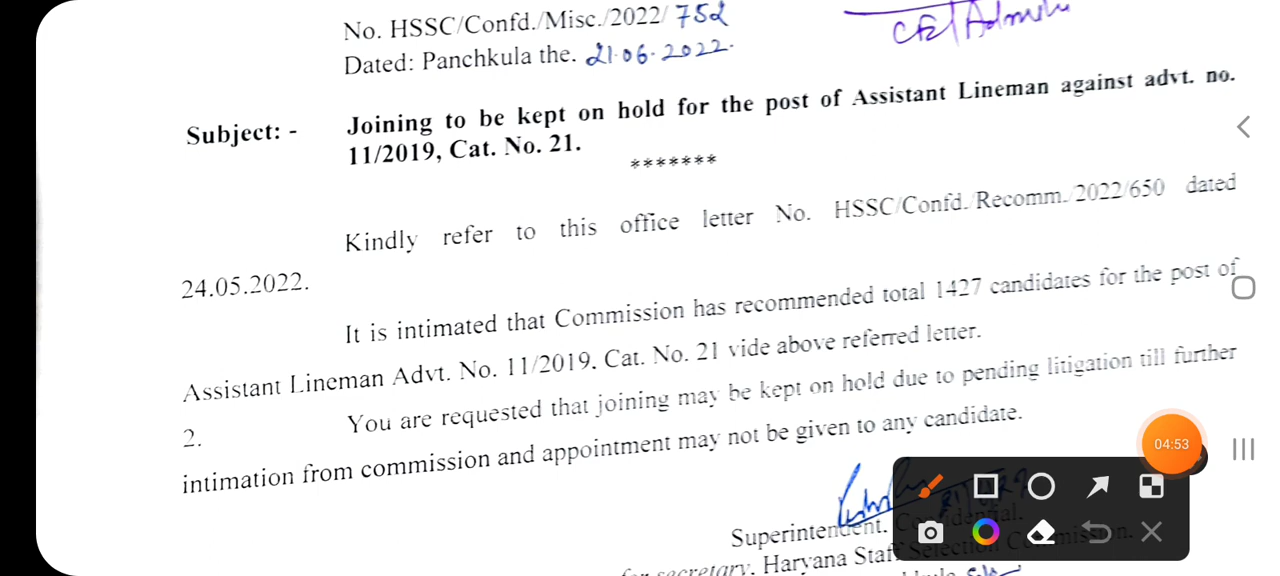 No. HSSC/Confd./Misc./2022/ 752
Dated: Panchkula the. 21.06.2022.
Subject: - Joining to be kept on hold for the post of Assistant Lineman against advt. no.
11/2019, Cat. No. 21.
*******
Kindly refer to this office letter No. HSSC/Confd./Recomm./2022/650 dated
24.05.2022.
It is intimated that Commission has recommended total 1427 candidates for the post of
Assistant Lineman Advt. No. 11/2019, Cat. No. 21 vide above referred letter.
2. You are requested that joining may be kept on hold due to pending litigation till further
intimation from commission and appointment may not be given to any candidate.
04:53
Superintendent, Confidential,
for secretary, Haryana Staff Selection Commission,